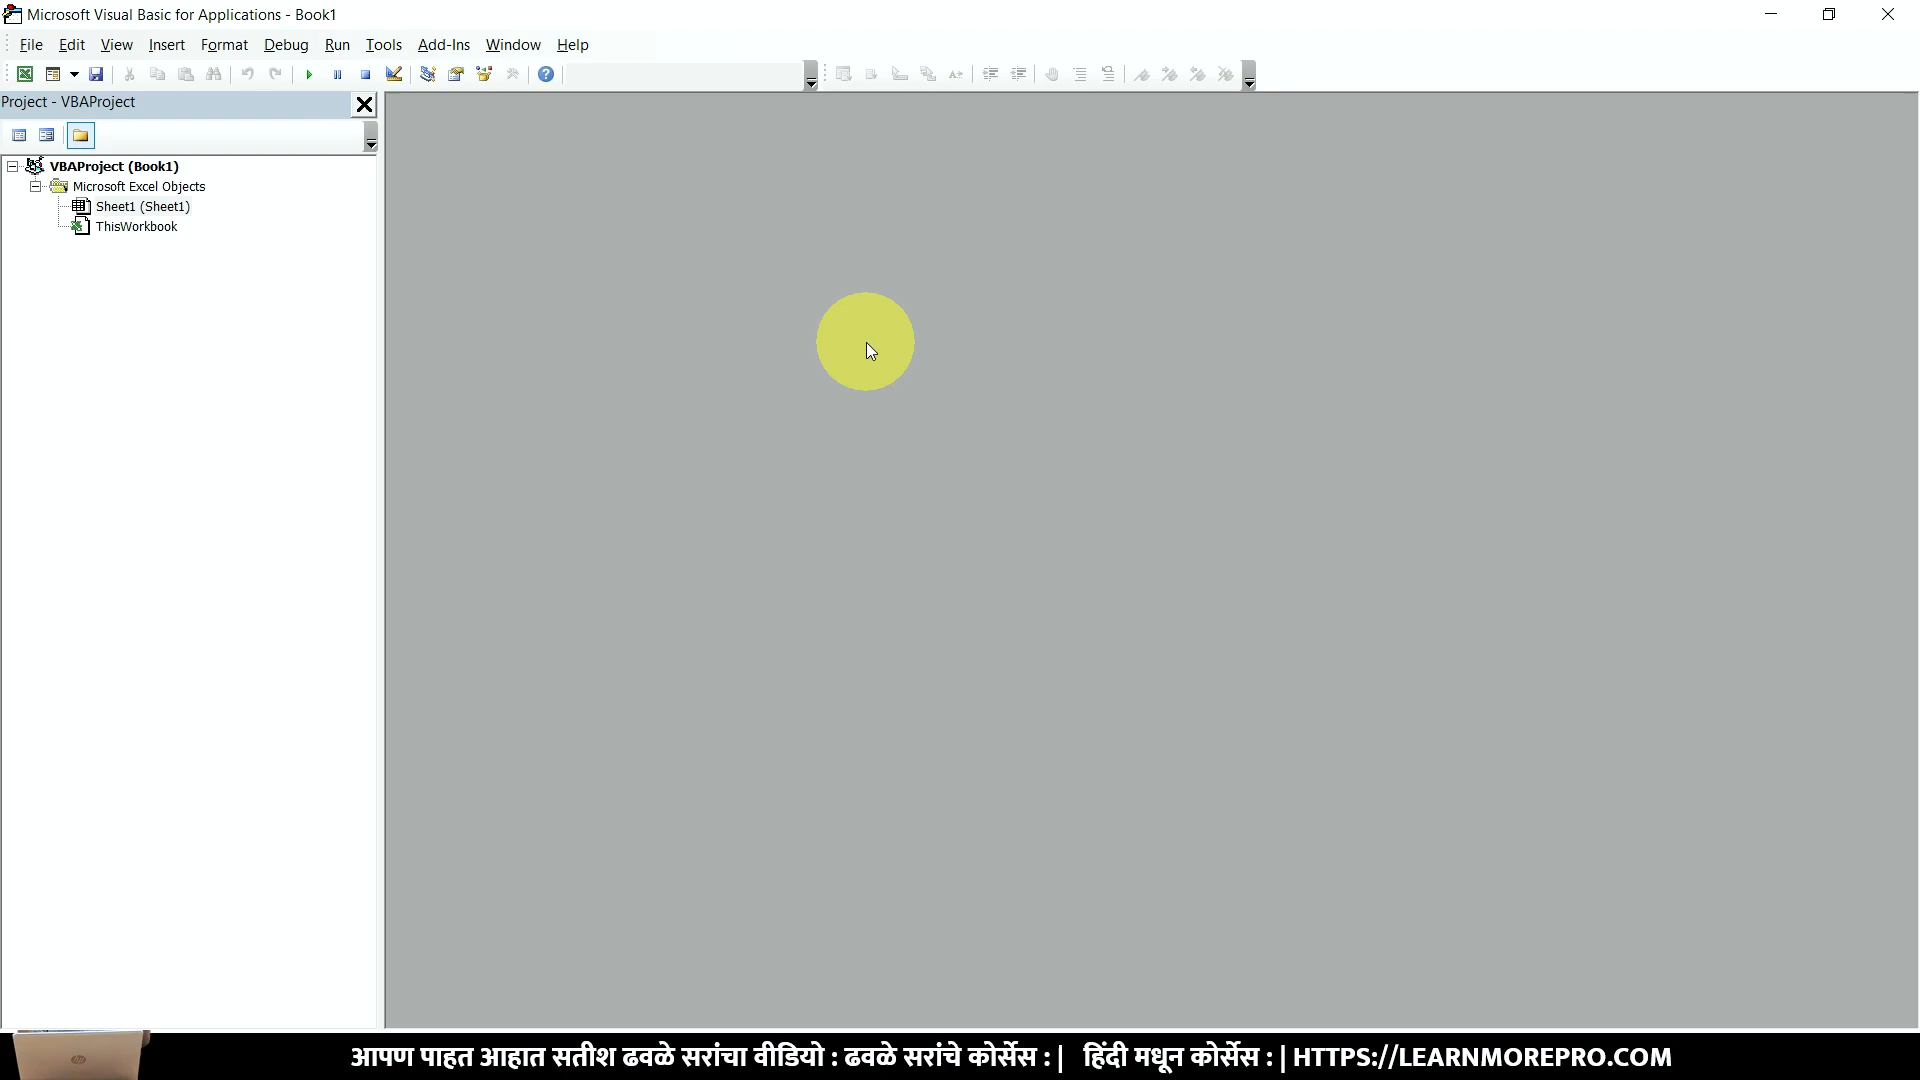 Microsoft Visual Basic for Applications - Book1
File Edit View Insert Format Debug Run Tools Add-Ins Window Help
Project - VBAProject
VBAProject (Book1)
Microsoft Excel Objects
Sheet1 (Sheet1)
ThisWorkbook
आपण पाहत आहात सतीश ढवळे सरांचा वीडियो : ढवळे सरांचे कोर्सेस : | हिंदी मधून कोर्सेस : | HTTPS://LEARNMOREPRO.COM